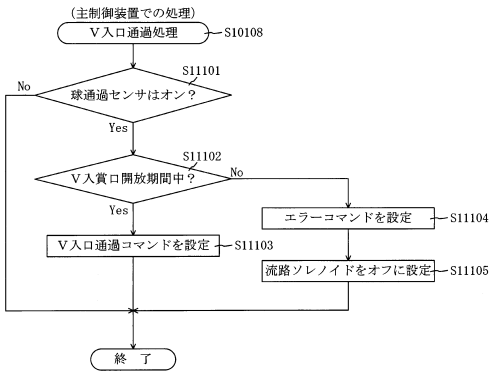 (主制御装置での処理)
V入口通過処理
S10108
S11101
No
球通過センサはオン?
Yes
S11102
V入賞口開放期間中?
No
Yes
エラーコマンドを設定
S11104
V入口通過コマンドを設定
S11103
流路ソレノイドをオフに設定
S11105
終 了